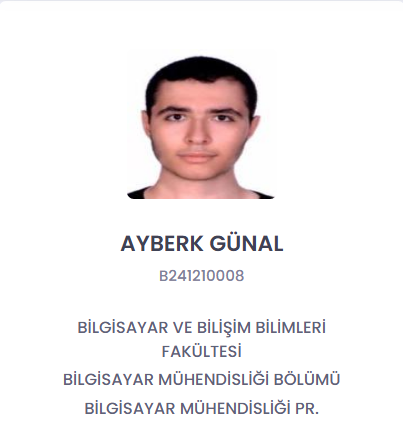 AYBERK GÜNAL
B241210008
BİLGİSAYAR VE BİLİŞİM BİLİMLERİ
FAKÜLTESİ
BİLGİSAYAR MÜHENDİSLİĞİ BÖLÜMÜ
BİLGİSAYAR MÜHENDİSLİĞİ PR.